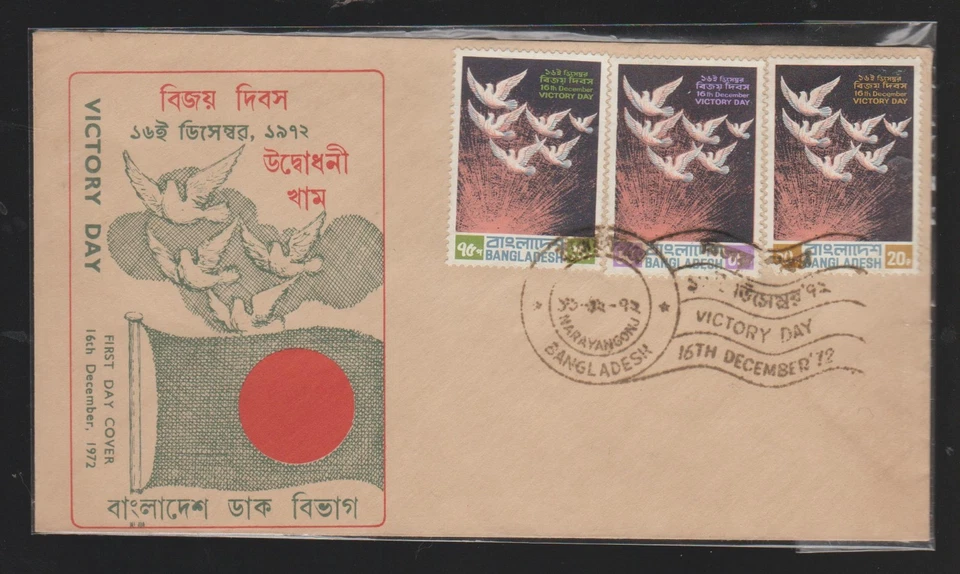 বিজয় দিবস
১৬ই ডিসেম্বর, ১৯৭২
উদ্বোধনী
খাম
VICTORY DAY
FIRST DAY COVER
16th December, 1972
বাংলাদেশ ডাক বিভাগ
১৬ই ডিসেম্বর
বিজয় দিবস
16th December
VICTORY DAY
৭৫প
বাংলাদেশ
BANGLADESH
১৬ই ডিসেম্বর
বিজয় দিবস
16th December
VICTORY DAY
বাংলাদেশ
BANGLADESH
১৬ই ডিসেম্বর
বিজয় দিবস
16th December
VICTORY DAY
বাংলাদেশ
BANGLADESH
20P
NARAYANGONJ
BANGLADESH
ডিসেম্বর '৭২
VICTORY DAY
16TH DECEMBER '72